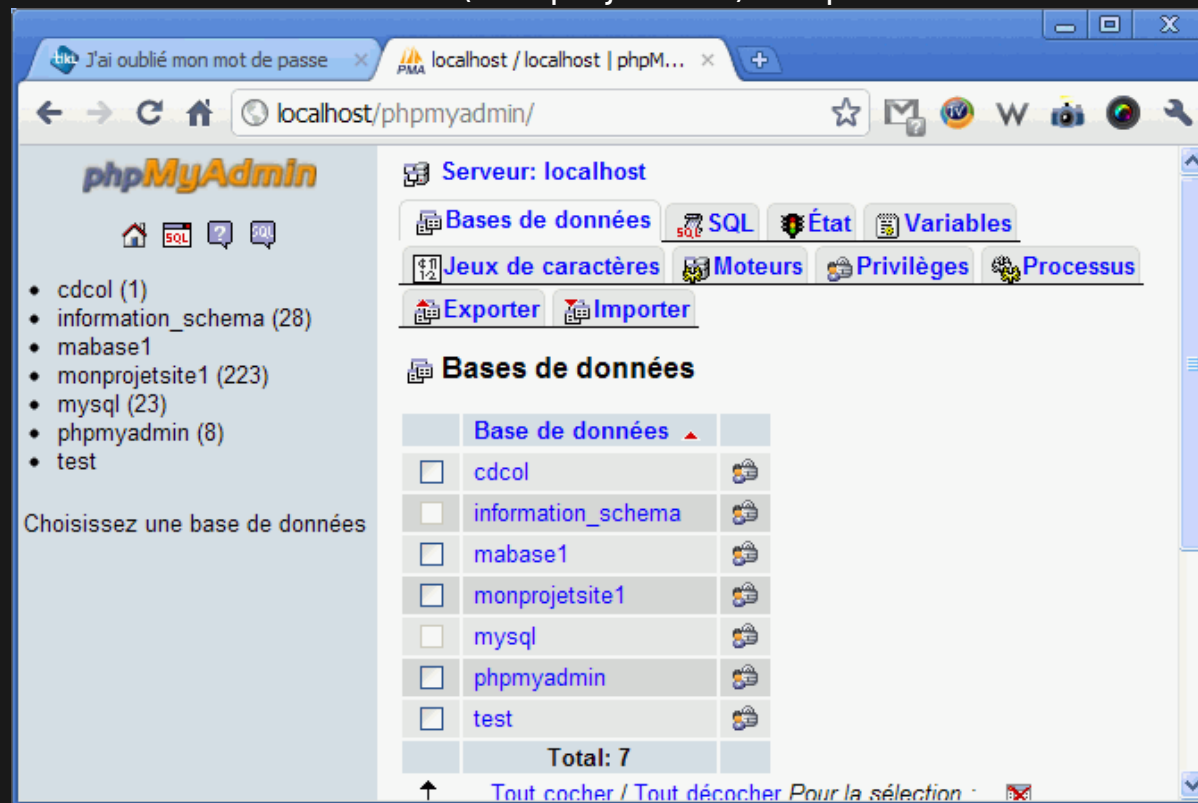 J'ai oublié mon mot de passe
localhost / localhost | phpM...
localhost/phpmyadmin/
phpMyAdmin
Serveur: localhost
Bases de données SQL État Variables
Jeux de caractères Moteurs Privilèges Processus
Exporter Importer
cdcol (1)
information_schema (28)
mabase1
monprojetsite1 (223)
mysql (23)
phpmyadmin (8)
test
Choisissez une base de données
Bases de données
Base de données
cdcol
information_schema
mabase1
monprojetsite1
mysql
phpmyadmin
test
Total: 7
Tout cocher / Tout décocher Pour la sélection :